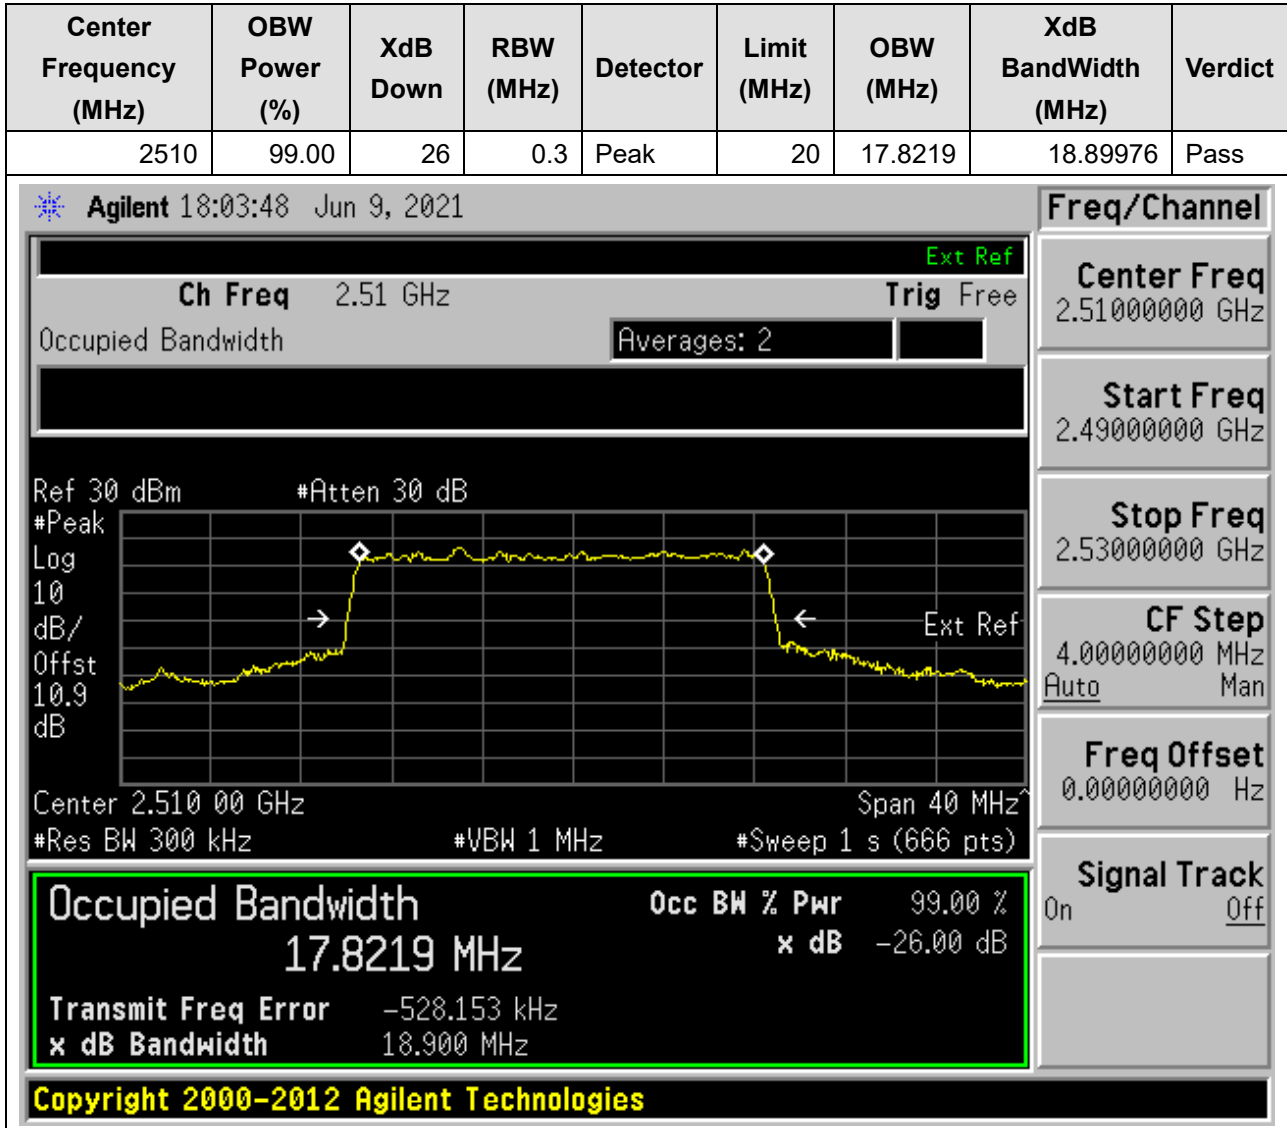 Center Frequency (MHz) OBW Power (%) XdB Down RBW (MHz) Detector Limit (MHz) OBW (MHz) XdB BandWidth (MHz) Verdict
2510 99.00 26 0.3 Peak 20 17.8219 18.89976 Pass
Agilent 18:03:48 Jun 9, 2021
Freq/Channel
Ext Ref
Ch Freq 2.51 GHz Trig Free
Occupied Bandwidth Averages: 2
Center Freq
2.51000000 GHz
Start Freq
2.49000000 GHz
Stop Freq
2.53000000 GHz
CF Step
4.00000000 MHz
Auto Man
Freq Offset
0.00000000 Hz
Signal Track
On Off
Ref 30 dBm #Atten 30 dB
#Peak
Log
10
dB/
Offst
10.9
dB
Ext Ref
Center 2.510 00 GHz Span 40 MHz^
#Res BW 300 kHz #VBW 1 MHz #Sweep 1 s (666 pts)
Occupied Bandwidth Occ BW % Pwr 99.00 %
17.8219 MHz x dB -26.00 dB
Transmit Freq Error -528.153 kHz
x dB Bandwidth 18.900 MHz
Copyright 2000-2012 Agilent Technologies